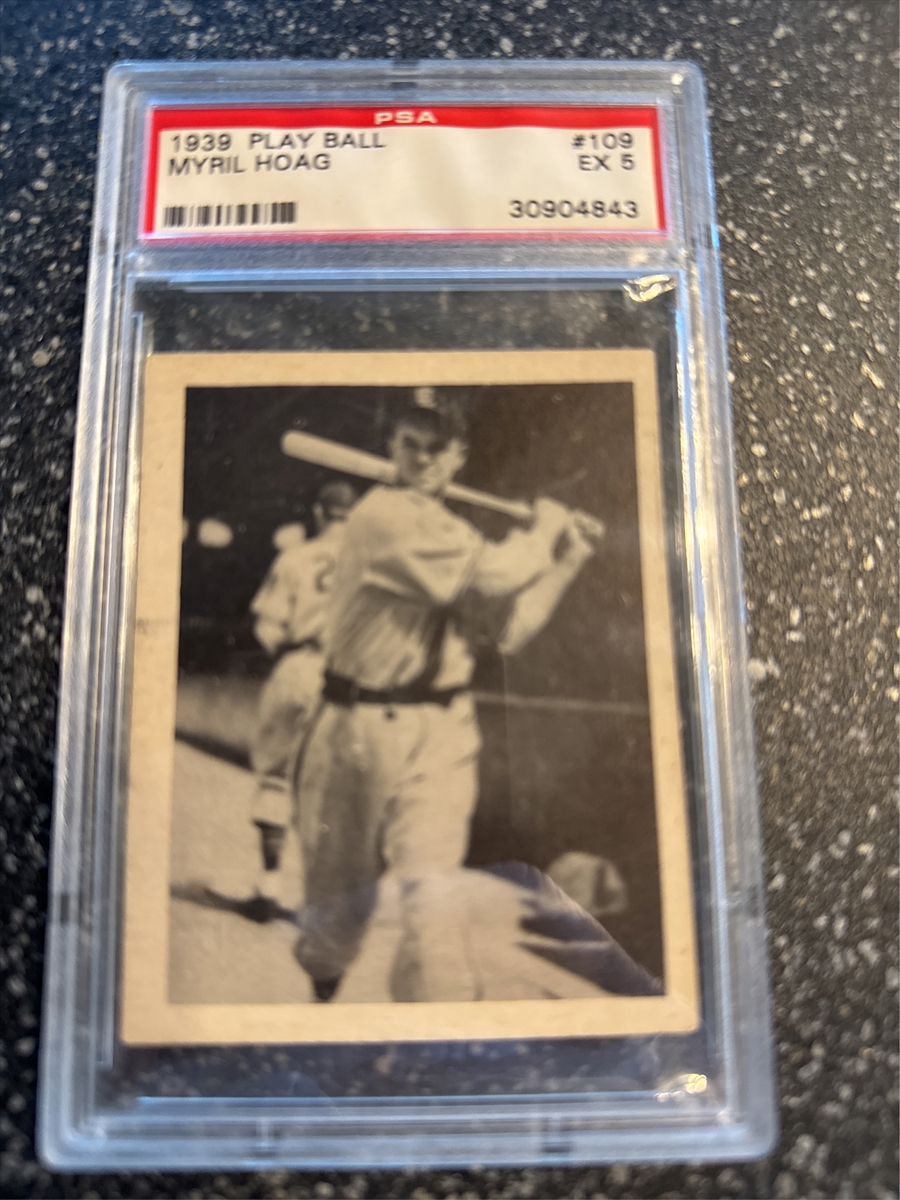 PSA
1939 PLAY BALL #109
MYRIL HOAG EX 5
30904843